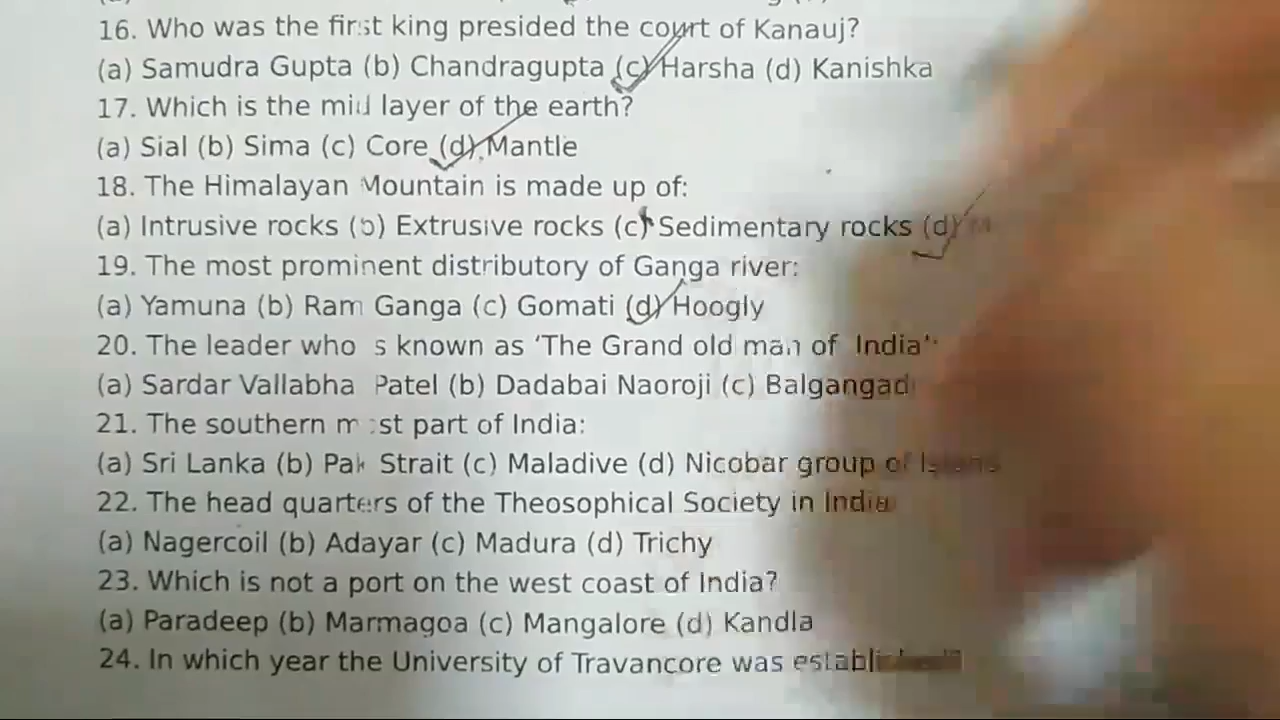 16. Who was the first king presided the court of Kanauj?
(a) Samudra Gupta (b) Chandragupta (c) Harsha (d) Kanishka
17. Which is the mid layer of the earth?
(a) Sial (b) Sima (c) Core (d) Mantle
18. The Himalayan Mountain is made up of:
(a) Intrusive rocks (b) Extrusive rocks (c) Sedimentary rocks (d)
19. The most prominent distributory of Ganga river:
(a) Yamuna (b) Ram Ganga (c) Gomati (d) Hoogly
20. The leader who is known as ‘The Grand old man of India’
(a) Sardar Vallabha Patel (b) Dadabai Naoroji (c) Balgangad
21. The southern most part of India:
(a) Sri Lanka (b) Pak Strait (c) Maladive (d) Nicobar group of
22. The head quarters of the Theosophical Society in India
(a) Nagercoil (b) Adayar (c) Madura (d) Trichy
23. Which is not a port on the west coast of India?
(a) Paradeep (b) Marmagoa (c) Mangalore (d) Kandla
24. In which year the University of Travancore was established?